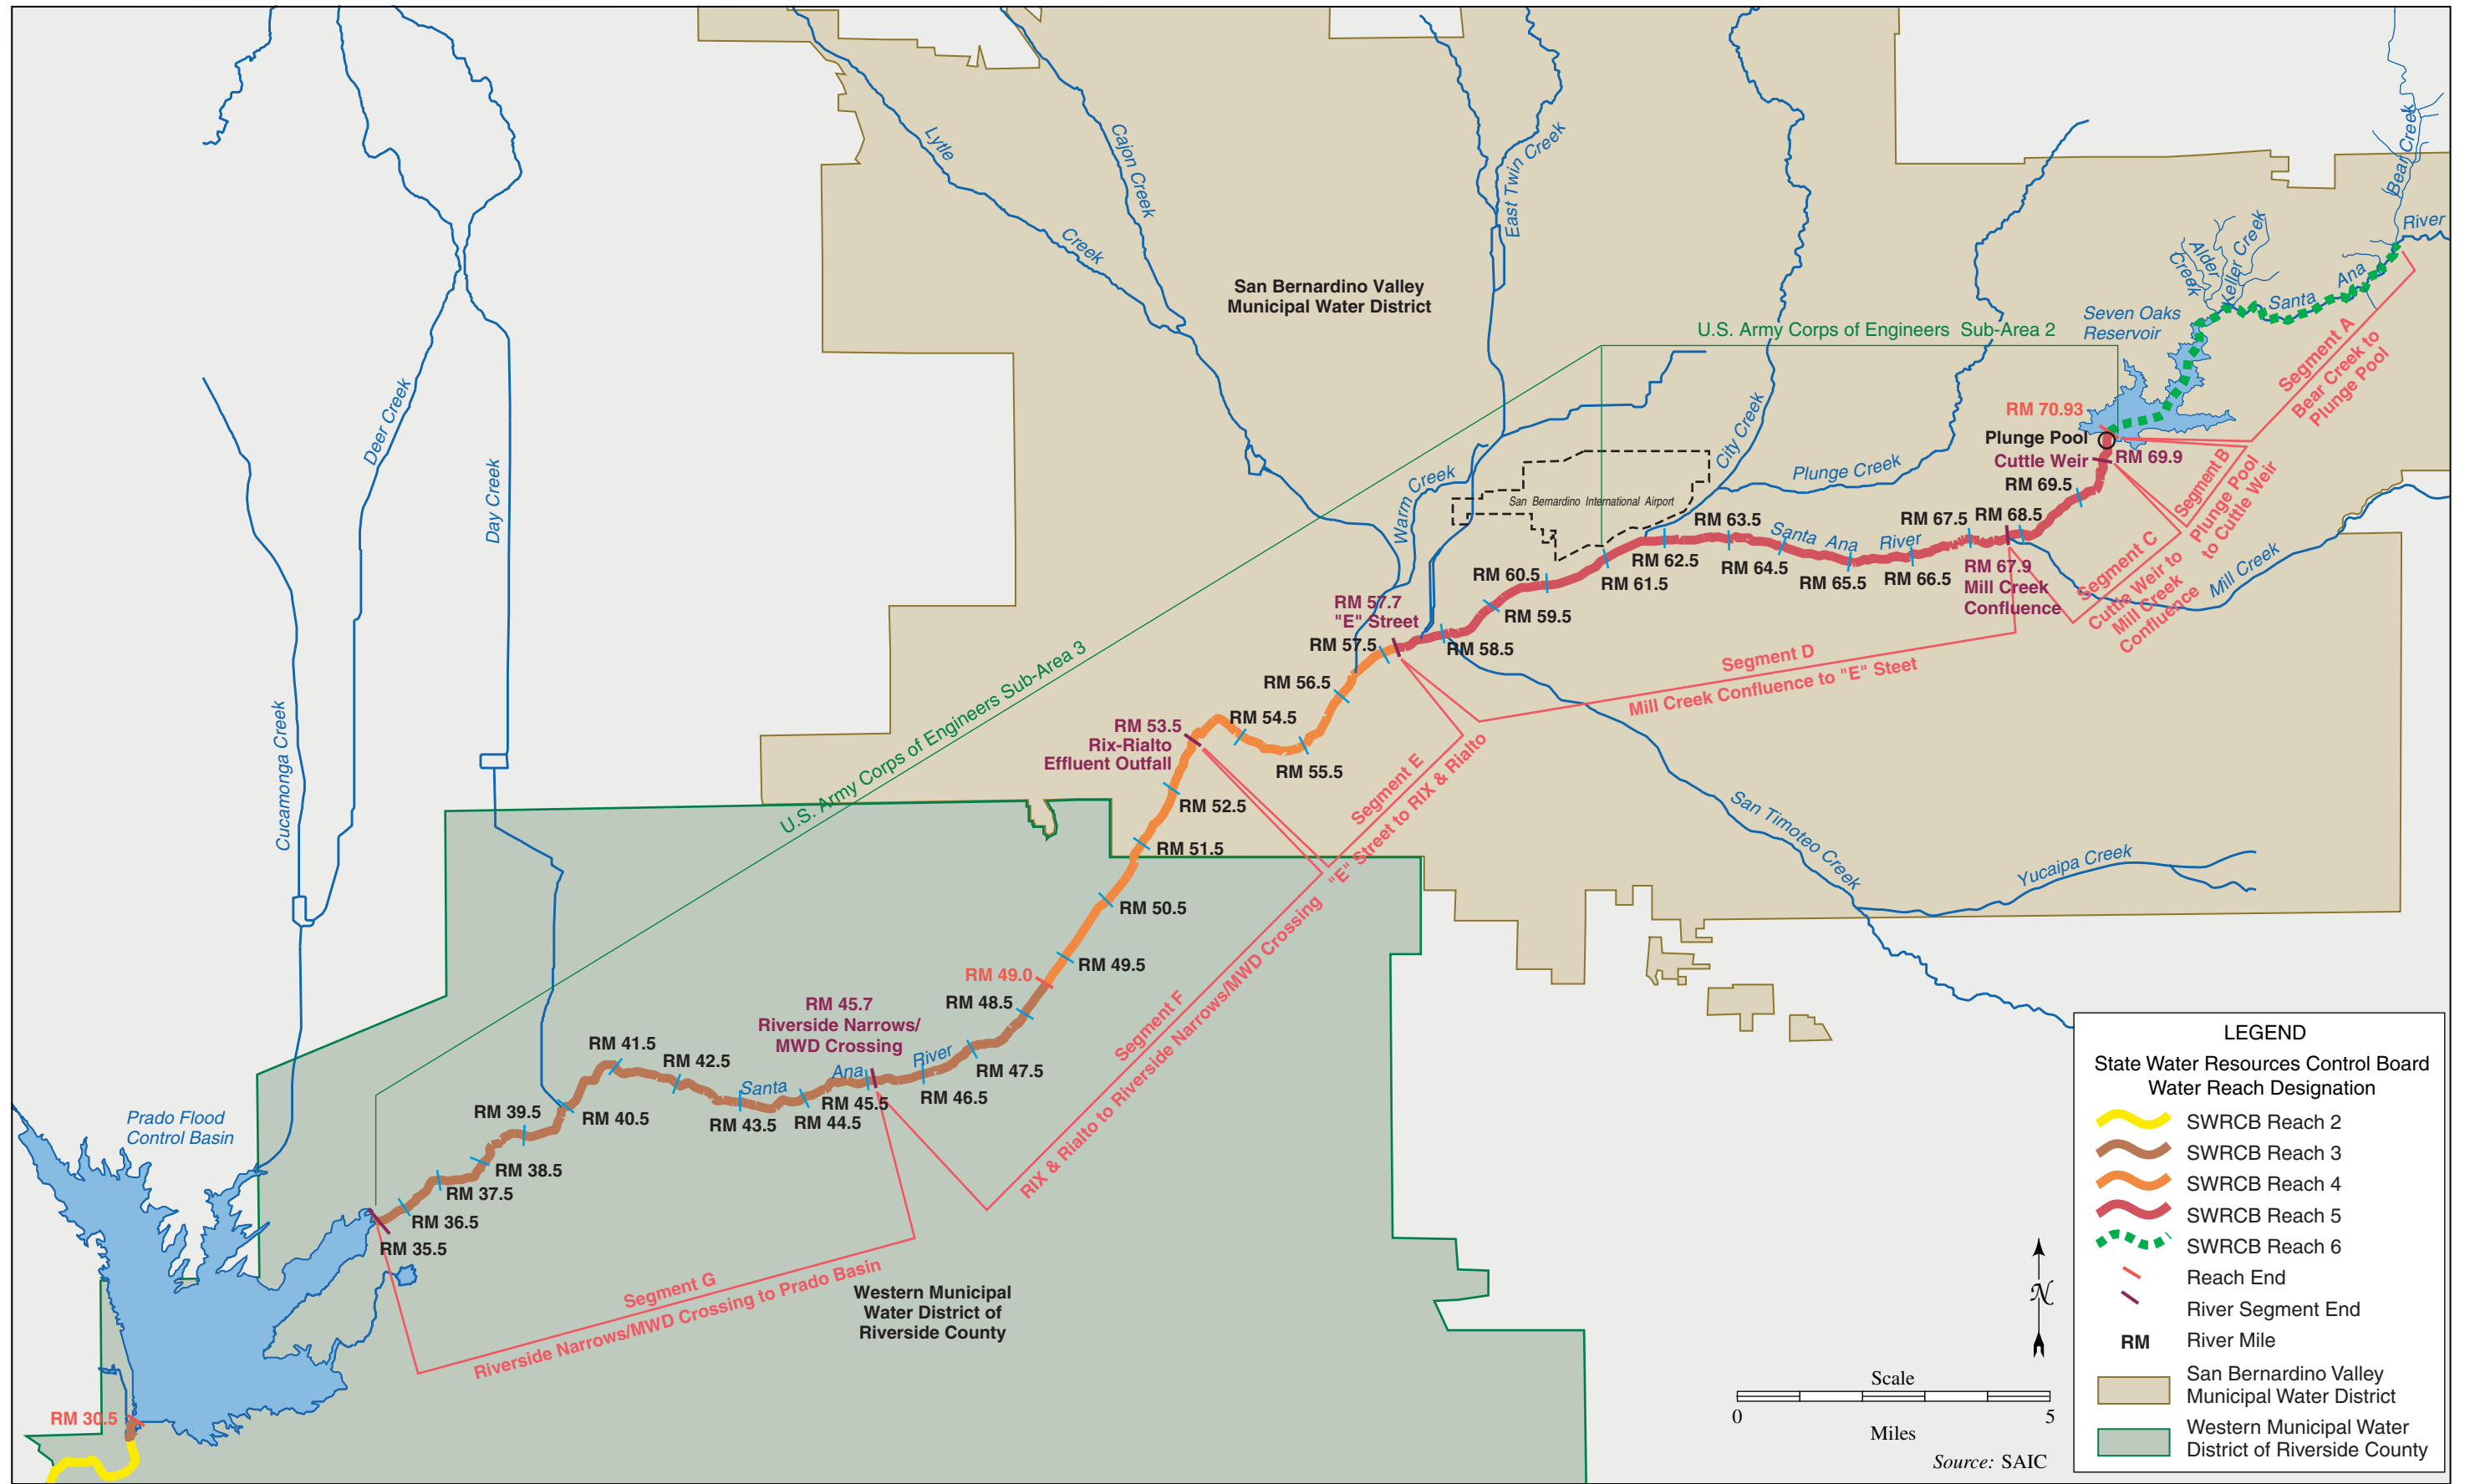 Lytle
Creek
Cajon Creek
East Twin Creek
Bear Creek
River
Ana
Santa
Alder
Creek
Keller Creek
Seven Oaks
Reservoir
San Bernardino Valley
Municipal Water District
U.S. Army Corps of Engineers Sub-Area 2
Segment A
Bear Creek to
Plunge Pool
RM 70.93
Plunge Pool
Cuttle Weir
RM 69.9
Segment B
Plunge Pool
to Cuttle Weir
RM 69.5
RM 68.5
RM 67.5
RM 67.9
Mill Creek
Confluence
Segment C
Cuttle Weir to
Mill Creek
Confluence
Mill Creek
City Creek
Plunge Creek
San Bernardino International Airport
Warm Creek
Deer Creek
Day Creek
Cucamonga Creek
RM 63.5
Santa Ana River
RM 62.5
RM 64.5
RM 65.5
RM 66.5
RM 61.5
RM 60.5
RM 59.5
RM 58.5
RM 57.7
"E" Street
RM 57.5
RM 56.5
Segment D
Mill Creek Confluence to "E" Steet
U.S. Army Corps of Engineers Sub-Area 3
RM 54.5
RM 55.5
RM 53.5
Rix-Rialto
Effluent Outfall
RM 52.5
RM 51.5
Segment E
"E" Street to RIX & Rialto
San Timoteo Creek
Yucaipa Creek
RM 50.5
RM 49.5
RM 49.0
RM 48.5
RM 47.5
RM 46.5
RM 45.7
Riverside Narrows/
MWD Crossing
Santa Ana River
RM 45.5
RM 44.5
RM 43.5
RM 42.5
RM 41.5
RM 40.5
RM 39.5
RM 38.5
RM 37.5
RM 36.5
RM 35.5
Segment F
RIX & Rialto to Riverside Narrows/MWD Crossing
Prado Flood
Control Basin
Segment G
Riverside Narrows/MWD Crossing to Prado Basin
Western Municipal
Water District of
Riverside County
RM 30.5
N
Scale
0 5
Miles
Source: SAIC
LEGEND
State Water Resources Control Board
Water Reach Designation
SWRCB Reach 2
SWRCB Reach 3
SWRCB Reach 4
SWRCB Reach 5
SWRCB Reach 6
Reach End
River Segment End
RM River Mile
San Bernardino Valley
Municipal Water District
Western Municipal Water
District of Riverside County